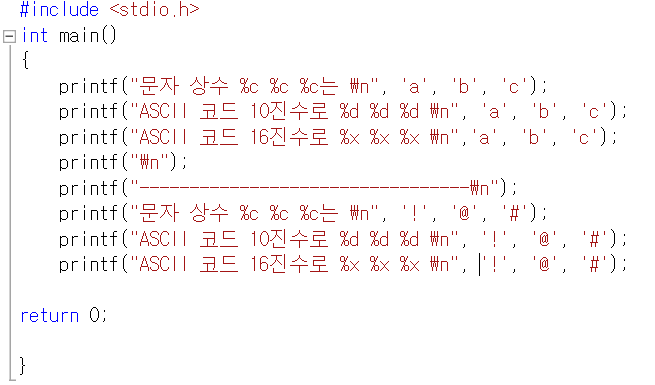 #include <stdio.h>
int main()
{
printf("문자 상수 %c %c %c는 ₩n", 'a', 'b', 'c');
printf("ASCII 코드 10진수로 %d %d %d ₩n", 'a', 'b', 'c');
printf("ASCII 코드 16진수로 %x %x %x ₩n",'a', 'b', 'c');
printf("₩n");
printf("---------------------------------₩n");
printf("문자 상수 %c %c %c는 ₩n", '!', '@', '#');
printf("ASCII 코드 10진수로 %d %d %d ₩n", '!', '@', '#');
printf("ASCII 코드 16진수로 %x %x %x ₩n", '!', '@', '#');
return 0;
}